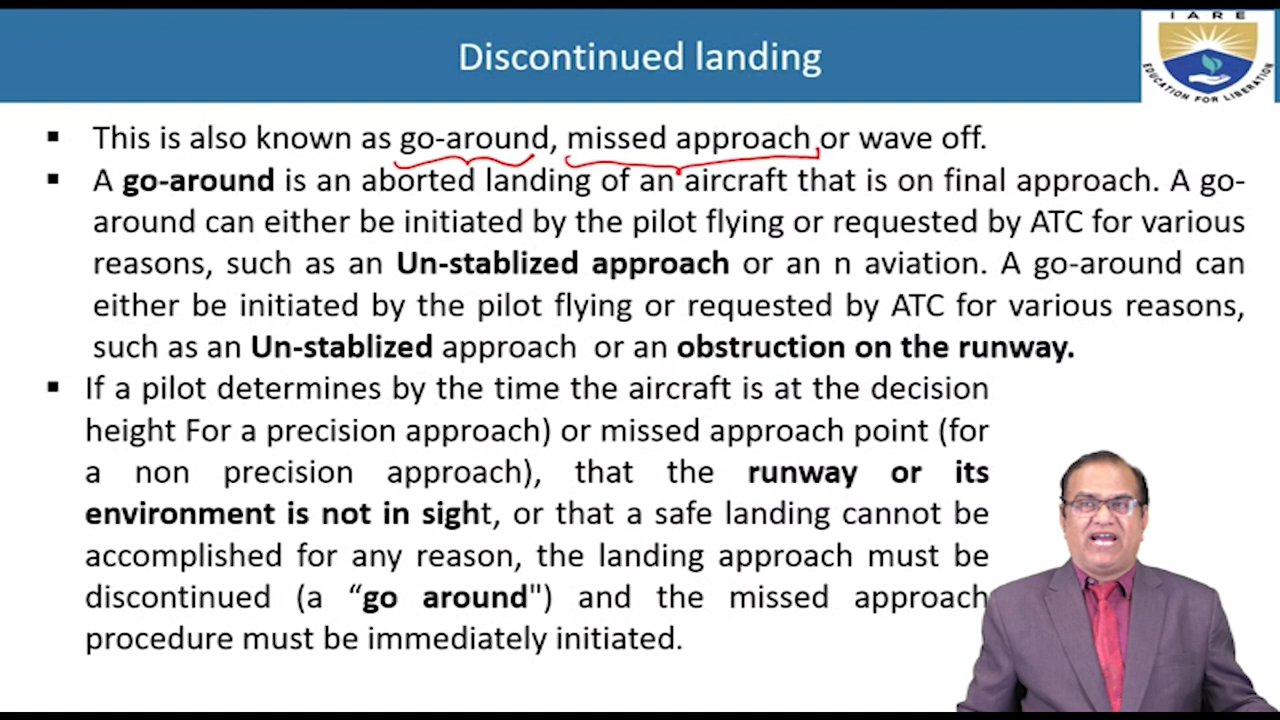 Discontinued landing
IARE
EDUCATION FOR LIBERATION
▪ This is also known as go-around, missed approach or wave off.
▪ A go-around is an aborted landing of an aircraft that is on final approach. A go-
around can either be initiated by the pilot flying or requested by ATC for various
reasons, such as an Un-stablized approach or an n aviation. A go-around can
either be initiated by the pilot flying or requested by ATC for various reasons,
such as an Un-stablized approach or an obstruction on the runway.
▪ If a pilot determines by the time the aircraft is at the decision
height For a precision approach) or missed approach point (for
a non precision approach), that the runway or its
environment is not in sight, or that a safe landing cannot be
accomplished for any reason, the landing approach must be
discontinued (a “go around") and the missed approach
procedure must be immediately initiated.